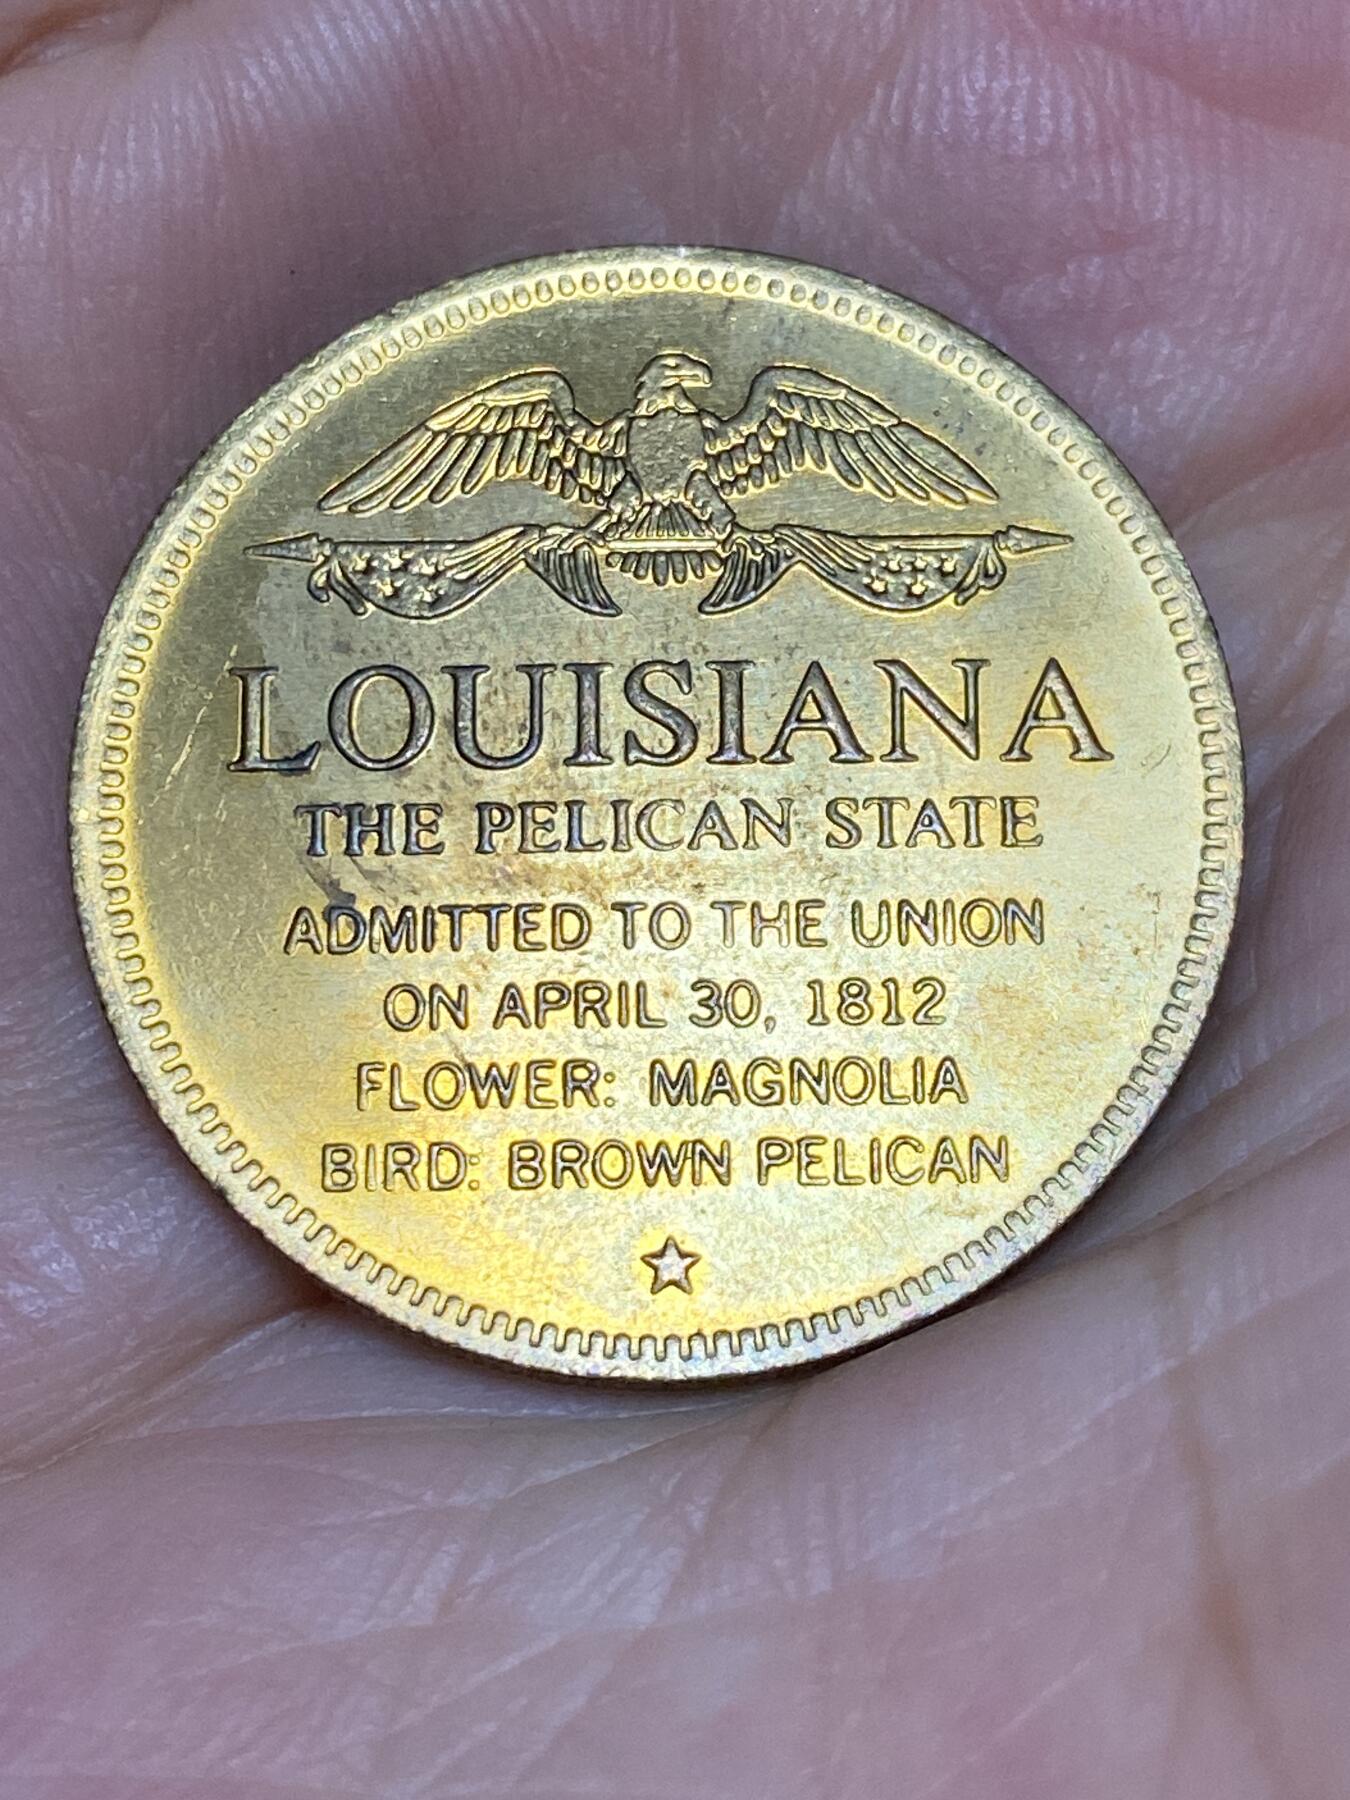 LOUISIANA
THE PELICAN STATE
ADMITTED TO THE UNION
ON APRIL 30, 1812
FLOWER: MAGNOLIA
BIRD: BROWN PELICAN